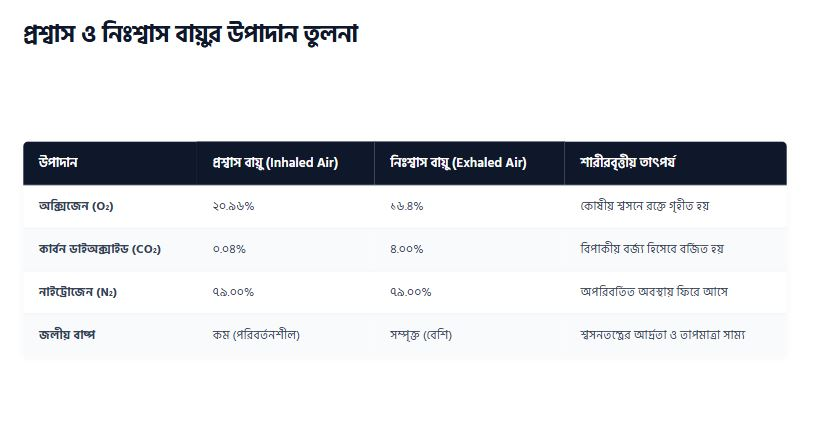 প্রশ্বাস ও নিঃশ্বাস বায়ুর উপাদান তুলনা
উপাদান প্রশ্বাস বায়ু (Inhaled Air) নিঃশ্বাস বায়ু (Exhaled Air) শারীরবৃত্তীয় তাৎপর্য
অক্সিজেন (O₂) ২০.৯৬% ১৬.৪% কোষীয় শ্বসনে রক্তে গৃহীত হয়
কার্বন ডাইঅক্সাইড (CO₂) ০.০৪% ৪.০০% বিপাকীয় বর্জ্য হিসেবে বর্জিত হয়
নাইট্রোজেন (N₂) ৭৯.০০% ৭৯.০০% অপরিবর্তিত অবস্থায় ফিরে আসে
জলীয় বাষ্প কম (পরিবর্তনশীল) সম্পৃক্ত (বেশি) শ্বসনতন্ত্রের আর্দ্রতা ও তাপমাত্রা সাম্য